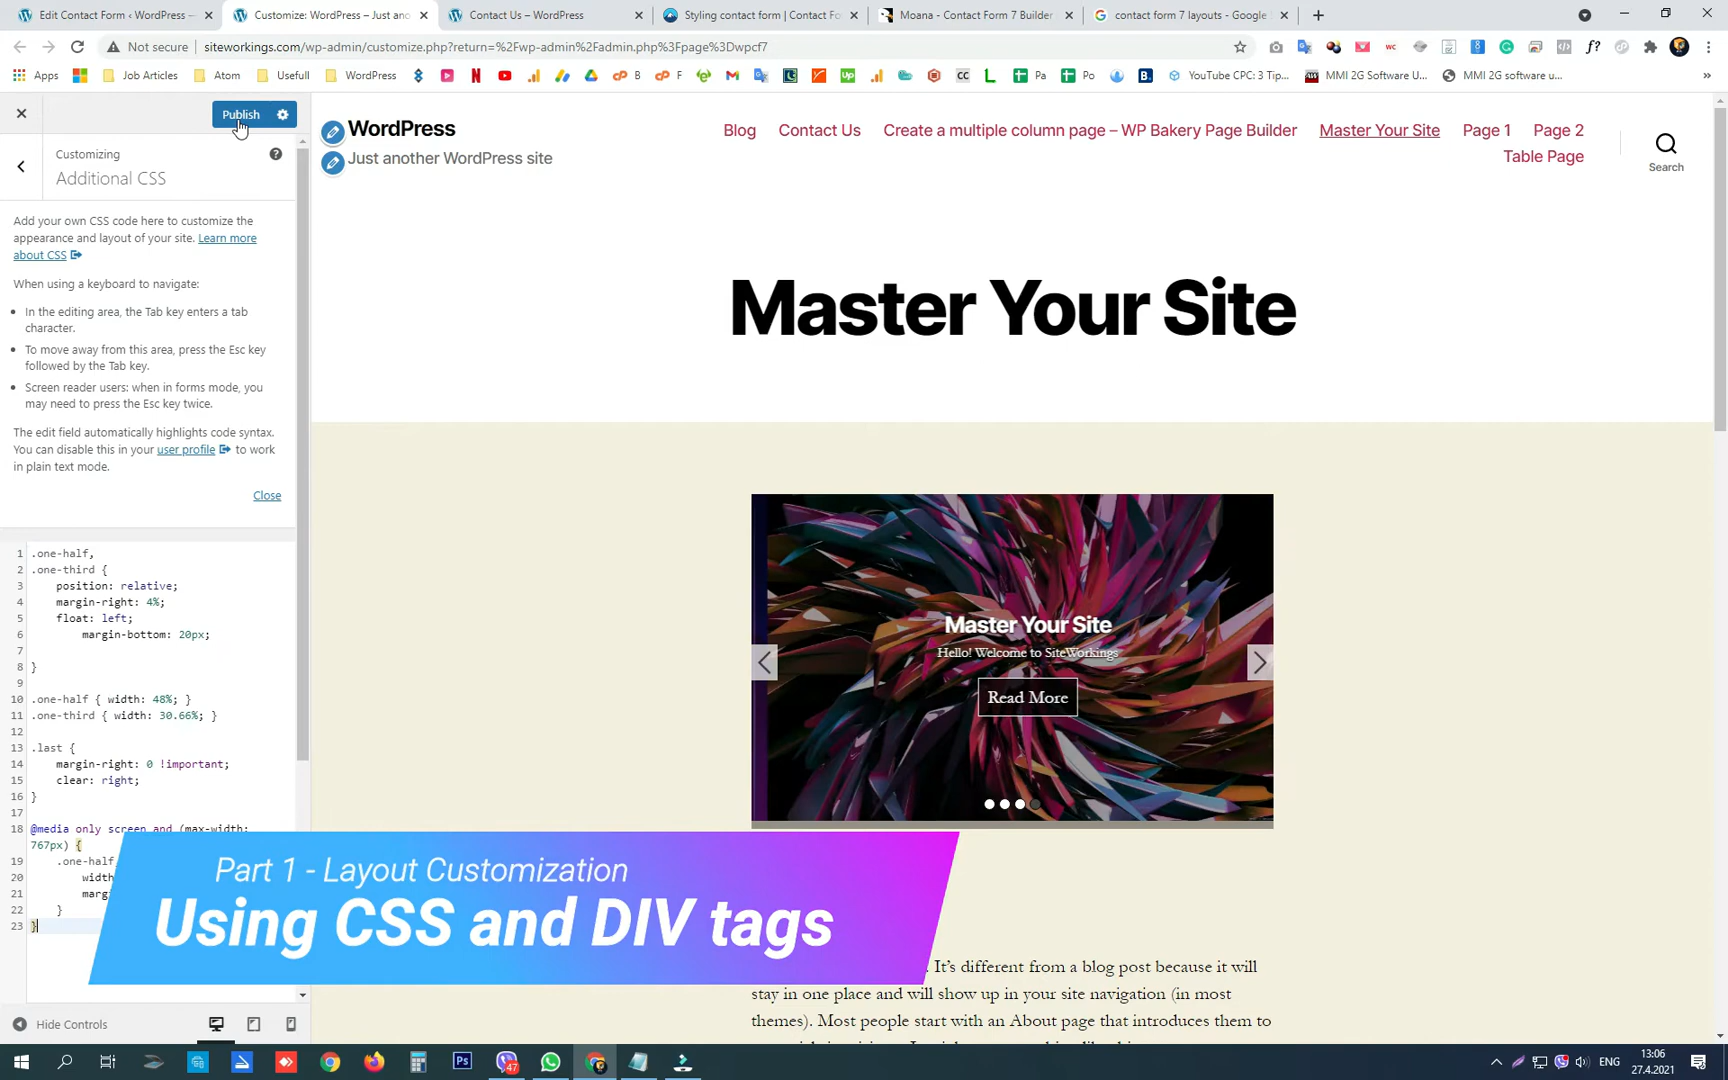 Edit Contact Form ‹ WordPress —
Customize: WordPress – Just ano
Contact Us – WordPress
Styling contact form | Contact Fo
Moana - Contact Form 7 Builder
contact form 7 layouts - Google
Not secure
siteworkings.com/wp-admin/customize.php?return=%2Fwp-admin%2Fadmin.php%3Fpage%3Dwpcf7
Apps
Job Articles
Atom
Usefull
WordPress
B
F
Pa
Po
YouTube CPC: 3 Tip...
MMI 2G Software U...
MMI 2G software u...
Publish
Customizing
Additional CSS
Add your own CSS code here to customize the
appearance and layout of your site. Learn more
about CSS
When using a keyboard to navigate:
In the editing area, the Tab key enters a tab
character.
To move away from this area, press the Esc key
followed by the Tab key.
Screen reader users: when in forms mode, you
may need to press the Esc key twice.
The edit field automatically highlights code syntax.
You can disable this in your user profile to work
in plain text mode.
Close
1 .one-half,
2 .one-third {
3 position: relative;
4 margin-right: 4%;
5 float: left;
6 margin-bottom: 20px;
7
8 }
9
10 .one-half { width: 48%; }
11 .one-third { width: 30.66%; }
12
13 .last {
14 margin-right: 0 !important;
15 clear: right;
16 }
17
18 @media only screen and (max-width:
767px) {
19 .one-half
20 width
21 marg
22 }
23 }
Hide Controls
WordPress
Just another WordPress site
Blog
Contact Us
Create a multiple column page – WP Bakery Page Builder
Master Your Site
Page 1
Page 2
Table Page
Search
Master Your Site
Master Your Site
Hello! Welcome to SiteWorkings
Read More
. It's different from a blog post because it will
stay in one place and will show up in your site navigation (in most
themes). Most people start with an About page that introduces them to
Part 1 - Layout Customization
Using CSS and DIV tags
47
ENG
13:06
27.4.2021